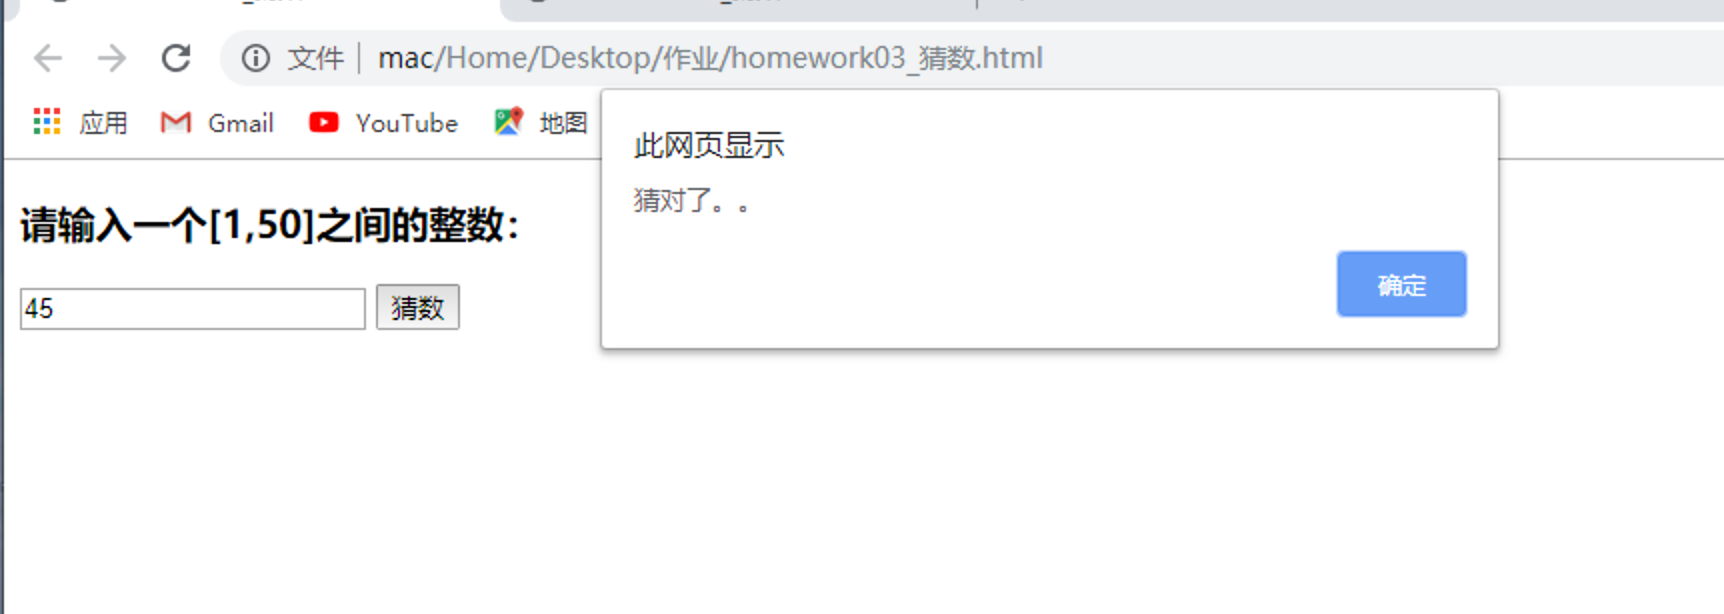 文件 mac/Home/Desktop/作业/homework03_猜数.html
应用 Gmail YouTube 地图
此网页显示
猜对了。。
确定
请输入一个[1,50]之间的整数：
45 猜数